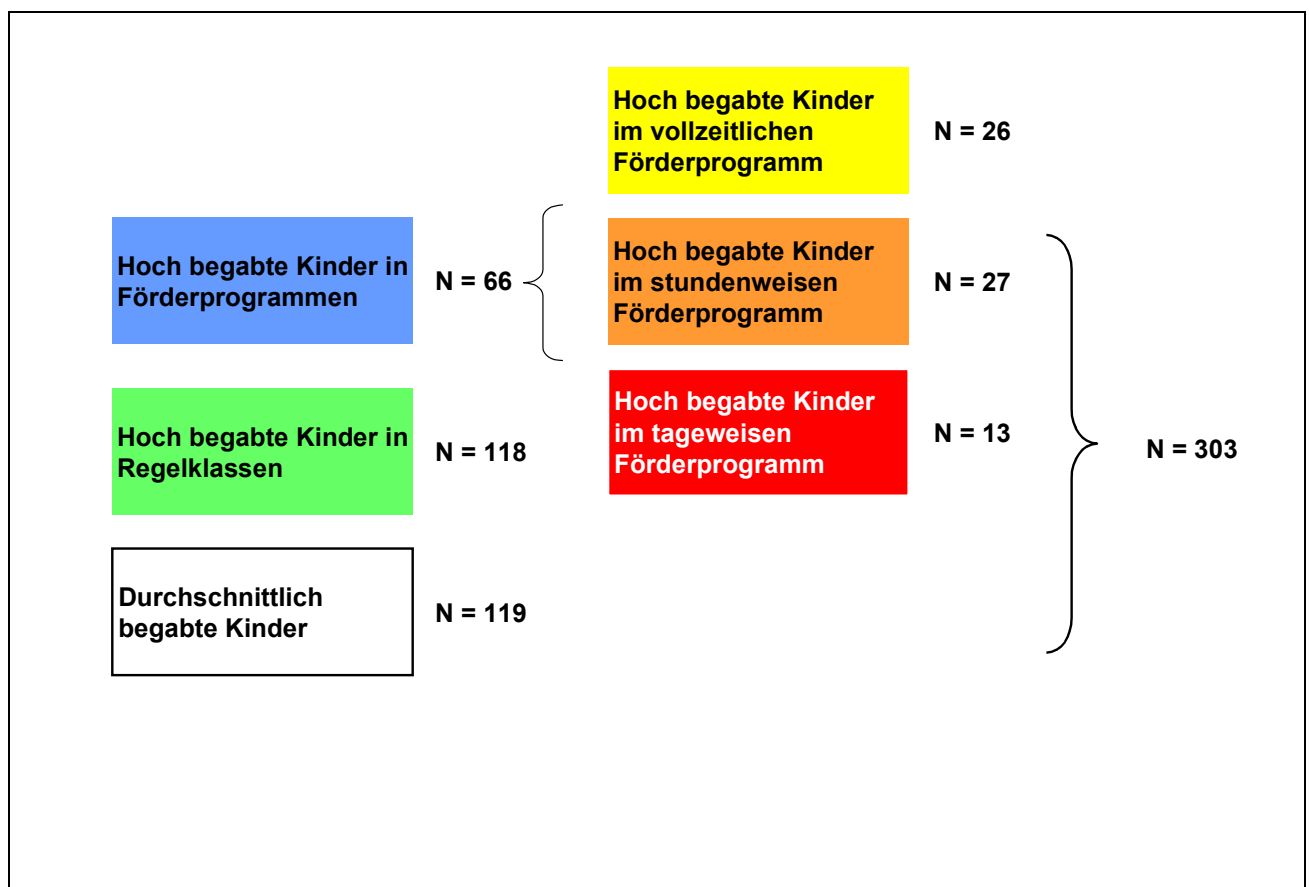 Hoch begabte Kinder
im vollzeitlichen
Förderprogramm
N = 26
Hoch begabte Kinder in
Förderprogrammen
N = 66
Hoch begabte Kinder
im stundenweisen
Förderprogramm
N = 27
Hoch begabte Kinder in
Regelklassen
N = 118
Hoch begabte Kinder
im tageweisen
Förderprogramm
N = 13
N = 303
Durchschnittlich
begabte Kinder
N = 119